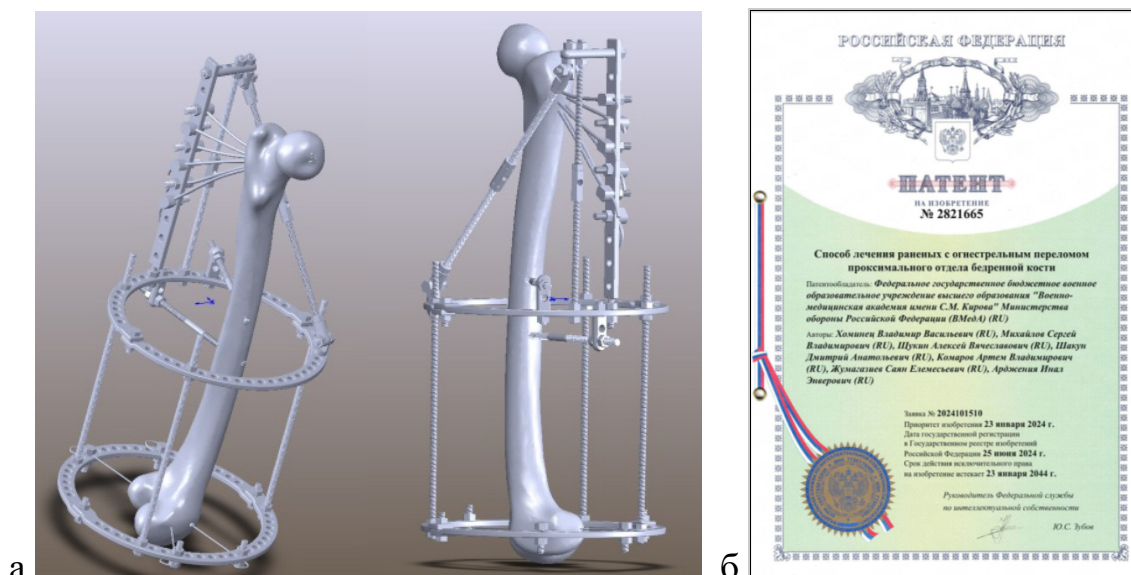 РОССИЙСКАЯ ФЕДЕРАЦИЯ
ПАТЕНТ
НА ИЗОБРЕТЕНИЕ
№ 2821665
Способ лечения раненых с огнестрельным переломом
проксимального отдела бедренной кости
Патентообладатель: Федеральное государственное бюджетное военное
образовательное учреждение высшего образования "Военно-
медицинская академия имени С.М. Кирова" Министерства
обороны Российской Федерации (ВМедА) (RU)
Авторы: Хоминец Владимир Васильевич (RU), Михайлов Сергей
Владимирович (RU), Щукин Алексей Вячеславович (RU), Шакун
Дмитрий Анатольевич (RU), Комаров Артем Владимирович
(RU), Жумагазиев Саян Елемесьевич (RU), Арджения Инал
Энверович (RU)
Заявка № 2024101510
Приоритет изобретения 23 января 2024 г.
Дата государственной регистрации
в Государственном реестре изобретений
Российской Федерации 25 июня 2024 г.
Срок действия исключительного права
на изобретение истекает 23 января 2044 г.
Руководитель Федеральной службы
по интеллектуальной собственности
Ю.С. Зубов
а
б